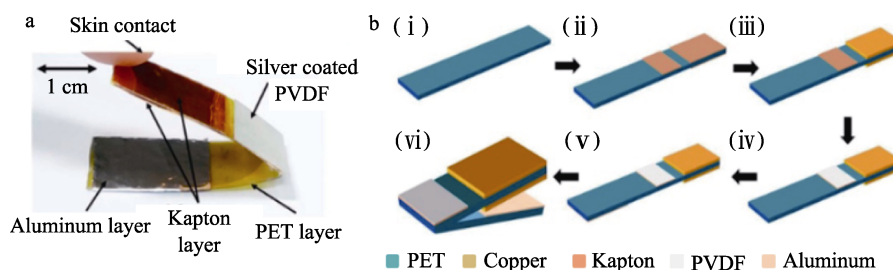 a
Skin contact
1 cm
Silver coated
PVDF
Aluminum layer
Kapton
layer
PET layer
b
(ⅰ)
(ⅱ)
(ⅲ)
(ⅵ)
(ⅴ)
(ⅳ)
PET
Copper
Kapton
PVDF
Aluminum